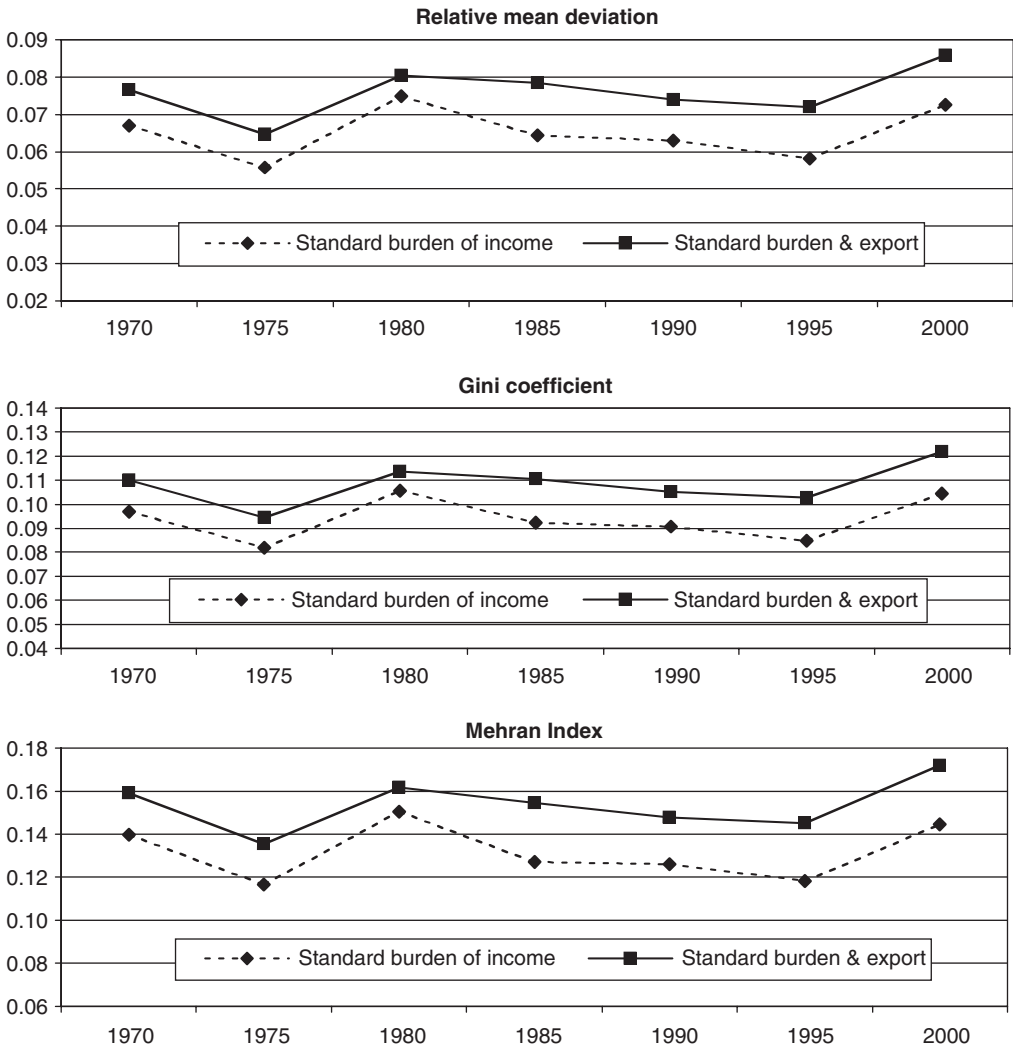 Relative mean deviation
0.09
0.08
0.07
0.06
0.05
0.04
0.03
0.02
Standard burden of income Standard burden & export
1970 1975 1980 1985 1990 1995 2000
Gini coefficient
0.14
0.13
0.12
0.11
0.10
0.09
0.08
0.07
0.06
0.05
0.04
Standard burden of income Standard burden & export
1970 1975 1980 1985 1990 1995 2000
Mehran Index
0.18
0.16
0.14
0.12
0.10
0.08
0.06
Standard burden of income Standard burden & export
1970 1975 1980 1985 1990 1995 2000